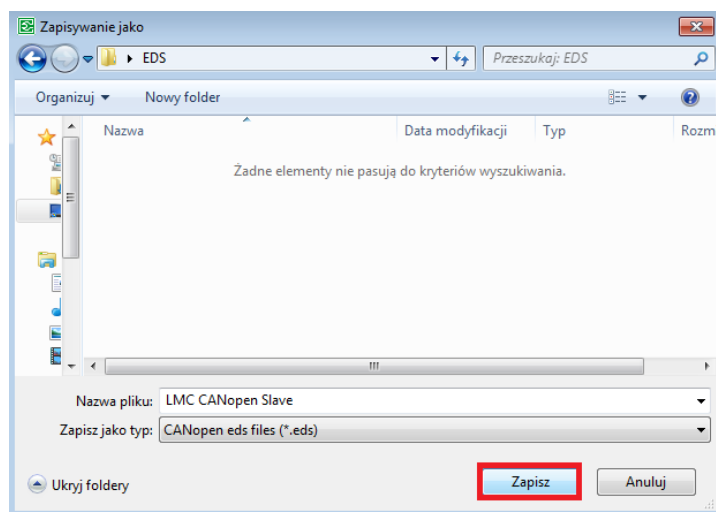 Zapisywanie jako
EDS
Przeszukaj: EDS
Organizuj
Nowy folder
Nazwa
Data modyfikacji
Typ
Rozm
Żadne elementy nie pasują do kryteriów wyszukiwania.
Nazwa pliku: LMC CANopen Slave
Zapisz jako typ: CANopen eds files (*.eds)
Ukryj foldery
Zapisz
Anuluj